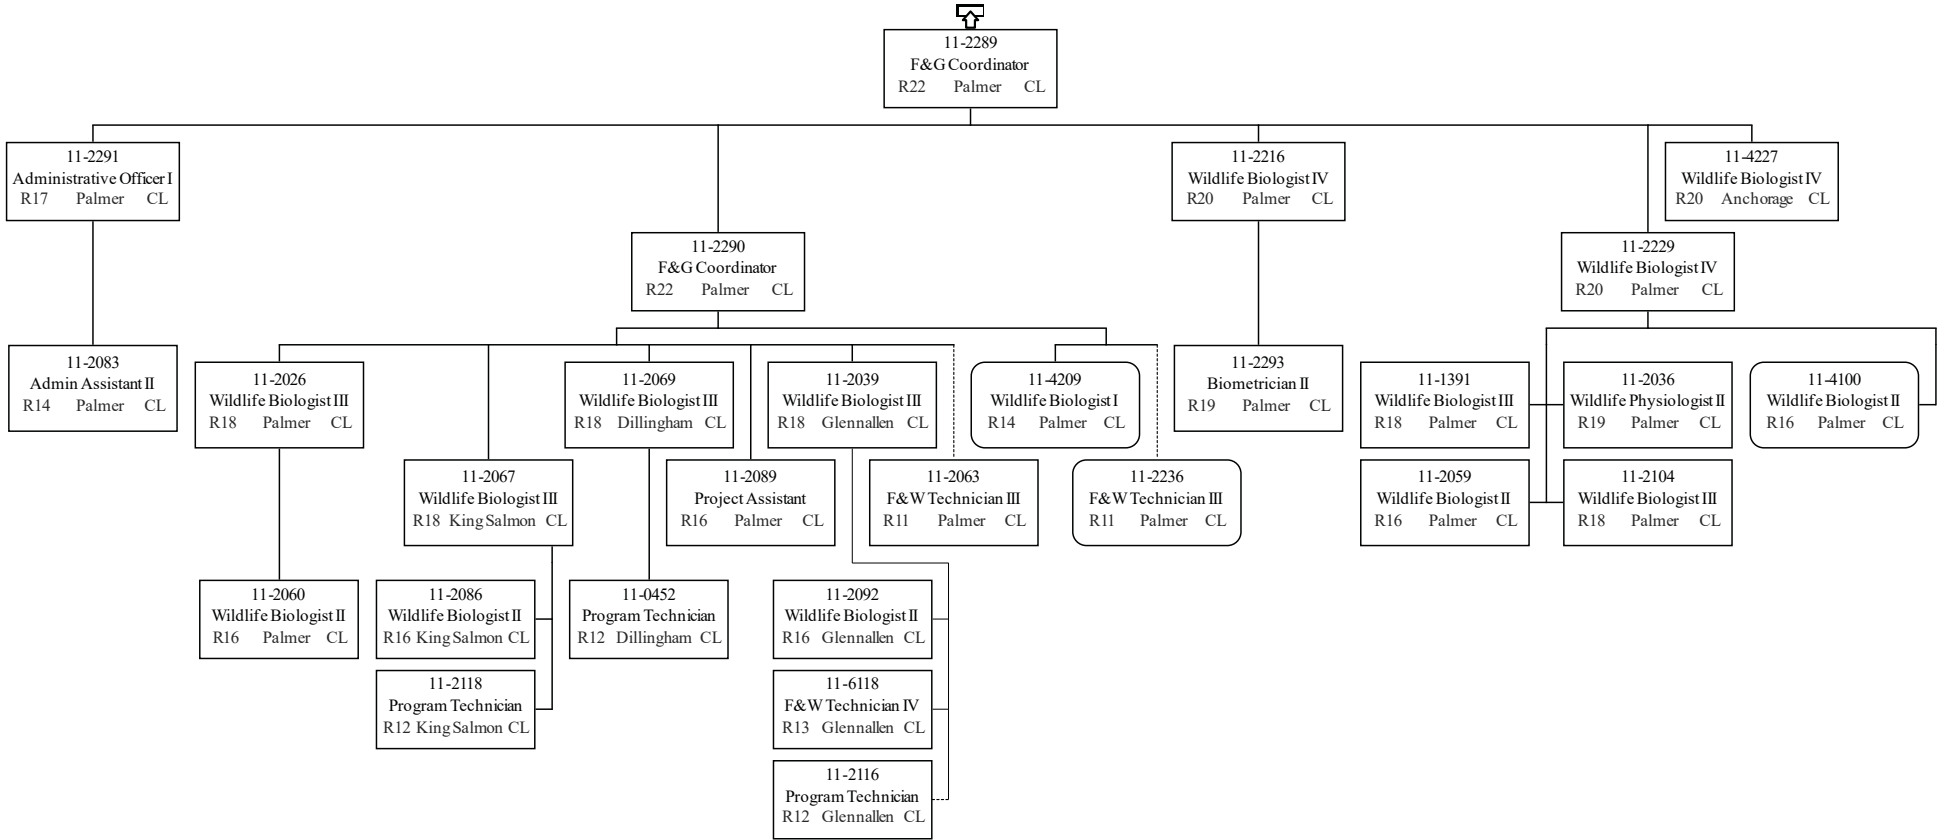 11-2289
F&G Coordinator
R22 Palmer CL
11-2291
Administrative Officer I
R17 Palmer CL
11-2216
Wildlife Biologist IV
R20 Palmer CL
11-4227
Wildlife Biologist IV
R20 Anchorage CL
11-2290
F&G Coordinator
R22 Palmer CL
11-2229
Wildlife Biologist IV
R20 Palmer CL
11-2083
Admin Assistant II
R14 Palmer CL
11-2026
Wildlife Biologist III
R18 Palmer CL
11-2069
Wildlife Biologist III
R18 Dillingham CL
11-2039
Wildlife Biologist III
R18 Glennallen CL
11-4209
Wildlife Biologist I
R14 Palmer CL
11-2293
Biometrician II
R19 Palmer CL
11-1391
Wildlife Biologist III
R18 Palmer CL
11-2036
Wildlife Physiologist II
R19 Palmer CL
11-4100
Wildlife Biologist II
R16 Palmer CL
11-2067
Wildlife Biologist III
R18 King Salmon CL
11-2089
Project Assistant
R16 Palmer CL
11-2063
F&W Technician III
R11 Palmer CL
11-2236
F&W Technician III
R11 Palmer CL
11-2059
Wildlife Biologist II
R16 Palmer CL
11-2104
Wildlife Biologist III
R18 Palmer CL
11-2060
Wildlife Biologist II
R16 Palmer CL
11-2086
Wildlife Biologist II
R16 King Salmon CL
11-0452
Program Technician
R12 Dillingham CL
11-2092
Wildlife Biologist II
R16 Glennallen CL
11-2118
Program Technician
R12 King Salmon CL
11-6118
F&W Technician IV
R13 Glennallen CL
11-2116
Program Technician
R12 Glennallen CL